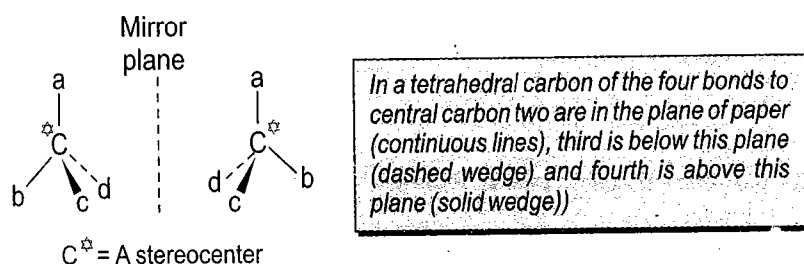 Mirror
plane
a
a
C✡
✡C
b
d
c
d
c
b
C✡ = A stereocenter
In a tetrahedral carbon of the four bonds to
central carbon two are in the plane of paper
(continuous lines), third is below this plane
(dashed wedge) and fourth is above this
plane (solid wedge))